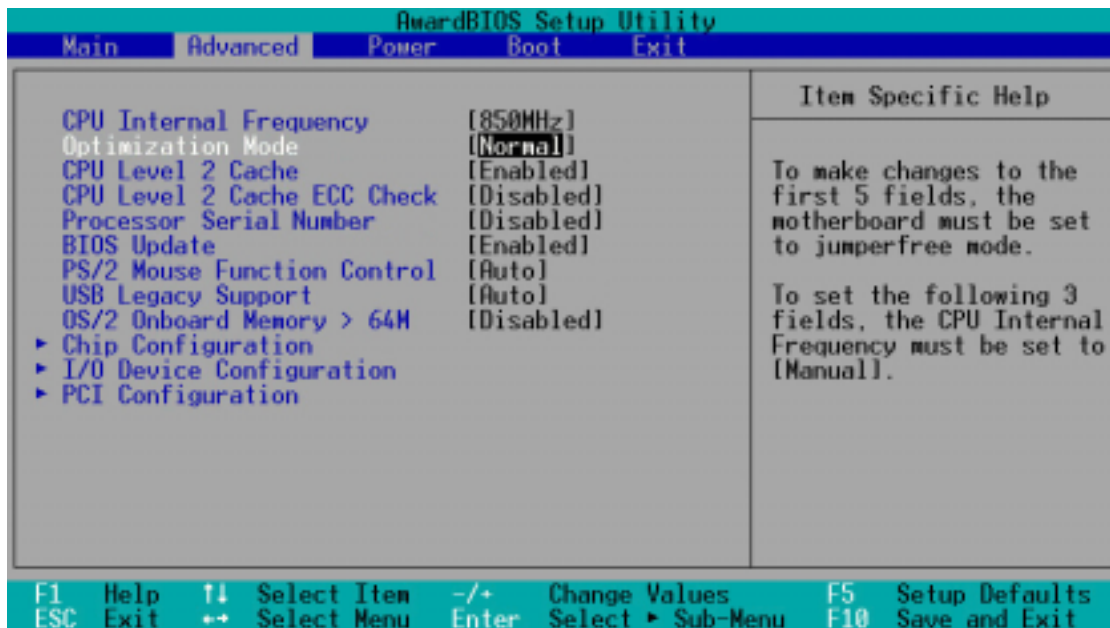 AwardBIOS Setup Utility
Main Advanced Power Boot Exit
CPU Internal Frequency [850MHz]
Optimization Mode [Normal]
CPU Level 2 Cache [Enabled]
CPU Level 2 Cache ECC Check [Disabled]
Processor Serial Number [Disabled]
BIOS Update [Enabled]
PS/2 Mouse Function Control [Auto]
USB Legacy Support [Auto]
OS/2 Onboard Memory > 64M [Disabled]
► Chip Configuration
► I/O Device Configuration
► PCI Configuration
Item Specific Help
To make changes to the
first 5 fields, the
motherboard must be set
to jumperfree mode.
To set the following 3
fields, the CPU Internal
Frequency must be set to
[Manual].
F1 Help ↑↓ Select Item -/+ Change Values F5 Setup Defaults
ESC Exit ←→ Select Menu Enter Select ► Sub-Menu F10 Save and Exit